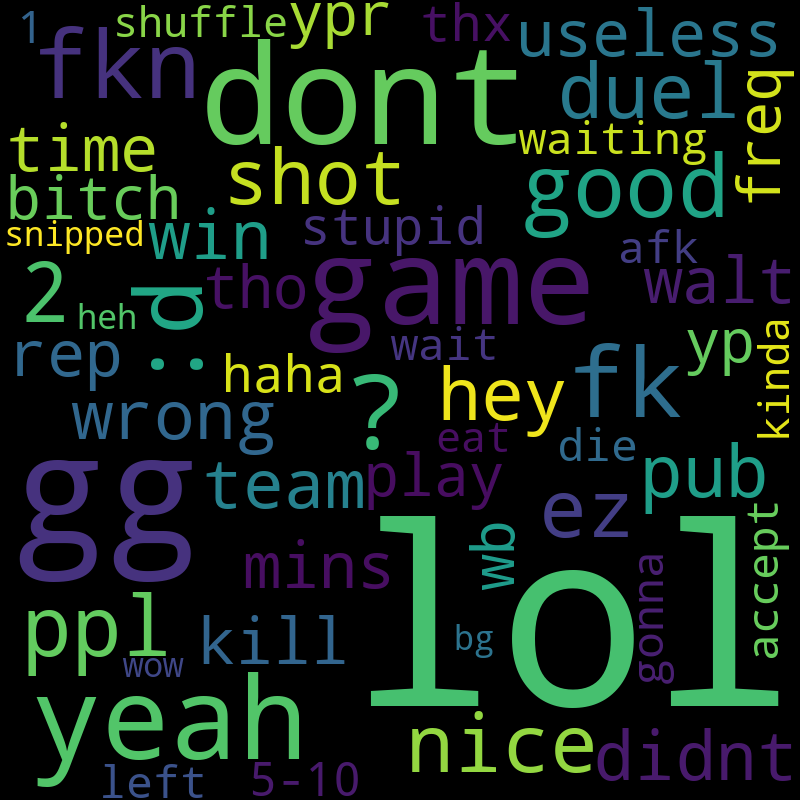 1
shuffle
ypr
thx
useless
fkn
dont
duel
freq
time
shot
waiting
bitch
good
snipped
win
stupid
afk
2
heh
:d
tho
game
walt
rep
haha
wait
yp
kinda
wrong
?
hey
fk
eat
die
gg
team
play
ez
pub
mins
wb
lol
gonna
accept
ppl
wow
kill
bg
yeah
nice
didnt
left
5-10